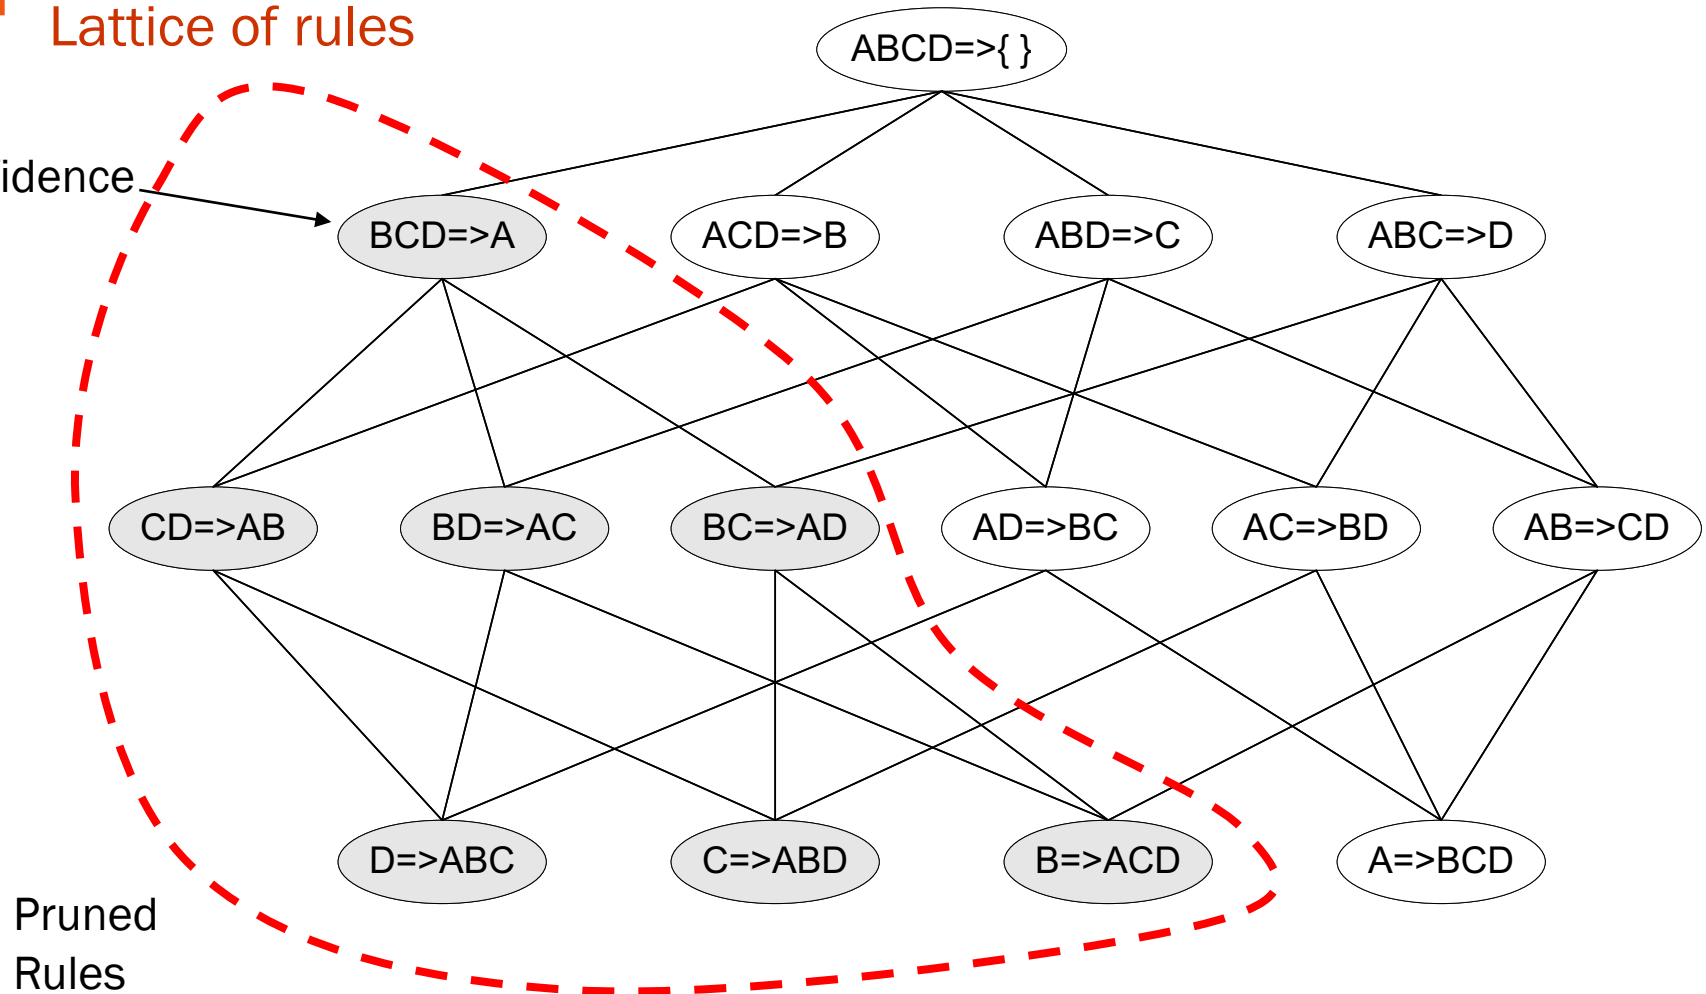 Lattice of rules
ABCD=>{ }
idence
BCD=>A
ACD=>B
ABD=>C
ABC=>D
CD=>AB
BD=>AC
BC=>AD
AD=>BC
AC=>BD
AB=>CD
D=>ABC
C=>ABD
B=>ACD
A=>BCD
Pruned
Rules